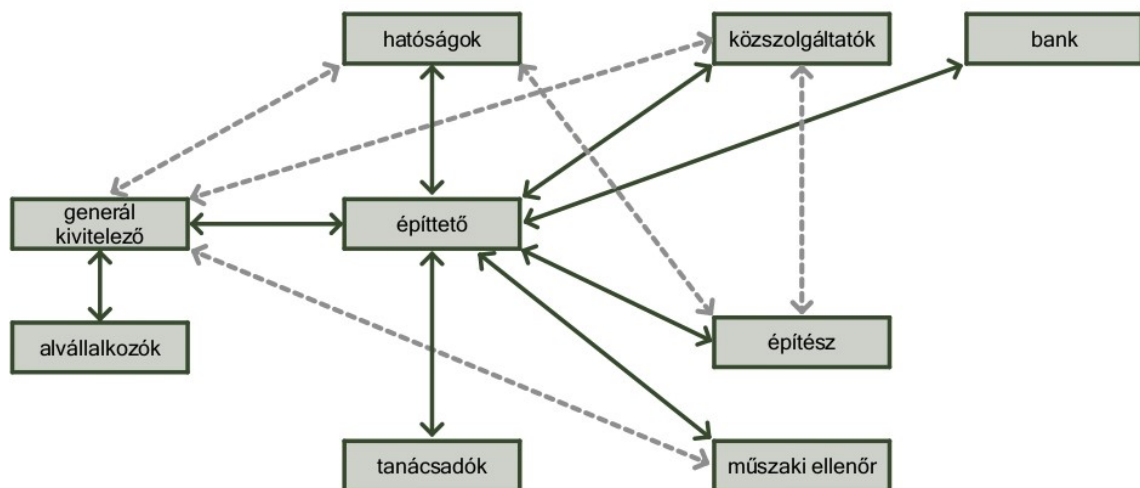 hatóságok
közszolgáltatók
bank
generál
kivitelező
építtető
alvállalkozók
építész
tanácsadók
műszaki ellenőr